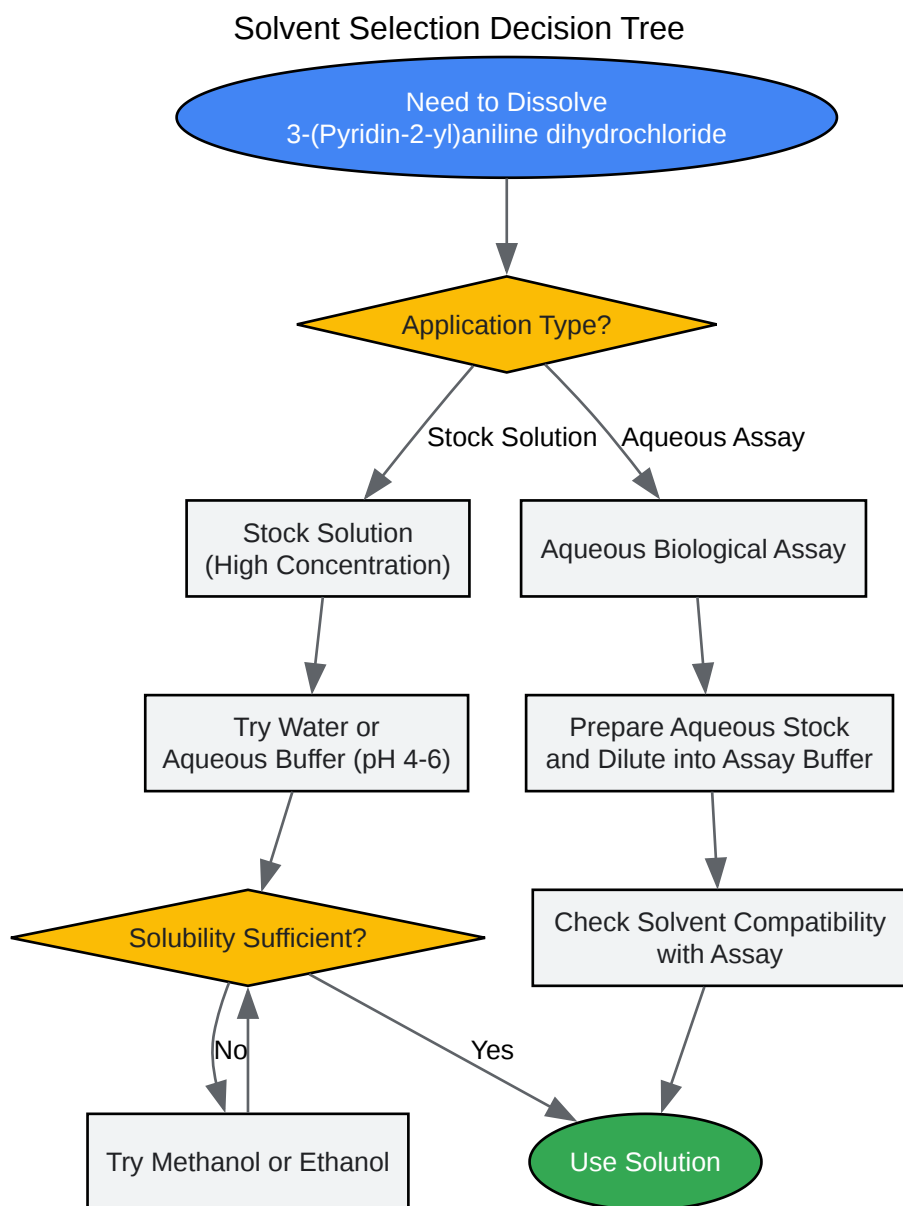 Solvent Selection Decision Tree
Need to Dissolve
3-(Pyridin-2-yl)aniline dihydrochloride
Application Type?
Stock Solution
Aqueous Assay
Stock Solution
(High Concentration)
Aqueous Biological Assay
Try Water or
Aqueous Buffer (pH 4-6)
Prepare Aqueous Stock
and Dilute into Assay Buffer
Solubility Sufficient?
Check Solvent Compatibility
with Assay
No
Yes
Try Methanol or Ethanol
Use Solution